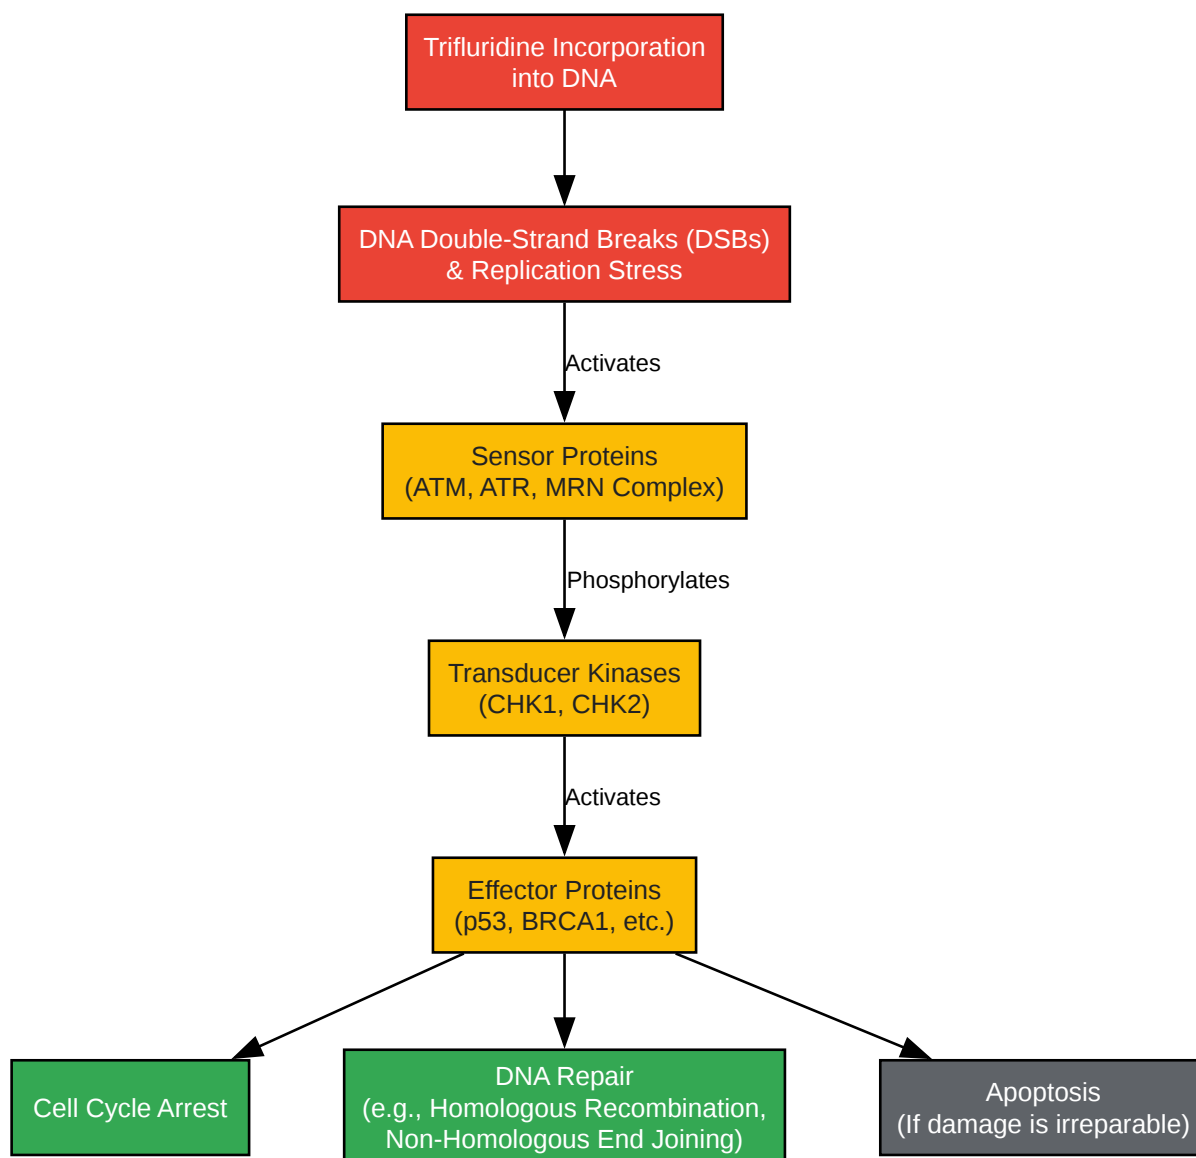 Trifluridine Incorporation
into DNA
DNA Double-Strand Breaks (DSBs)
& Replication Stress
Activates
Sensor Proteins
(ATM, ATR, MRN Complex)
Phosphorylates
Transducer Kinases
(CHK1, CHK2)
Activates
Effector Proteins
(p53, BRCA1, etc.)
Cell Cycle Arrest
DNA Repair
(e.g., Homologous Recombination,
Non-Homologous End Joining)
Apoptosis
(If damage is irreparable)